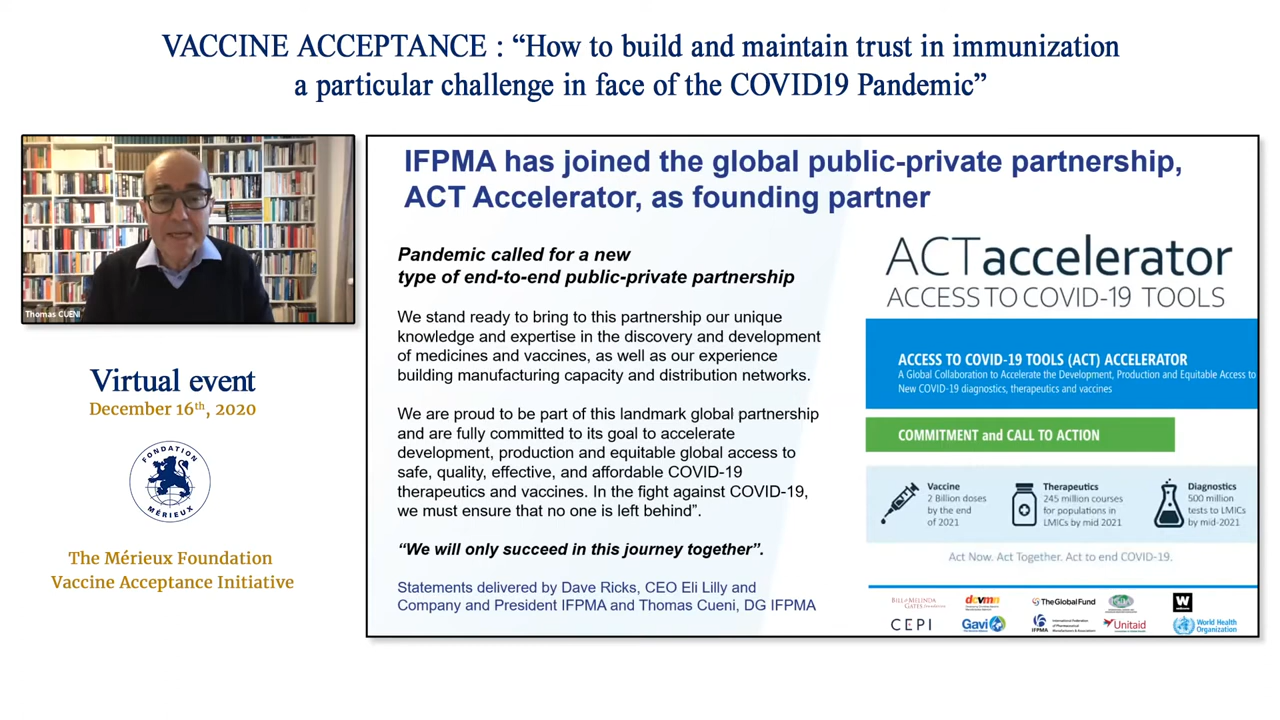 VACCINE ACCEPTANCE : “How to build and maintain trust in immunization
a particular challenge in face of the COVID19 Pandemic”
Thomas CUENI
Virtual event
December 16th, 2020
FONDATION
MÉRIEUX
The Mérieux Foundation
Vaccine Acceptance Initiative
IFPMA has joined the global public-private partnership,
ACT Accelerator, as founding partner
Pandemic called for a new
type of end-to-end public-private partnership
We stand ready to bring to this partnership our unique
knowledge and expertise in the discovery and development
of medicines and vaccines, as well as our experience
building manufacturing capacity and distribution networks.
We are proud to be part of this landmark global partnership
and are fully committed to its goal to accelerate
development, production and equitable global access to
safe, quality, effective, and affordable COVID-19
therapeutics and vaccines. In the fight against COVID-19,
we must ensure that no one is left behind”.
“We will only succeed in this journey together”.
Statements delivered by Dave Ricks, CEO Eli Lilly and
Company and President IFPMA and Thomas Cueni, DG IFPMA
ACTaccelerator
ACCESS TO COVID-19 TOOLS
ACCESS TO COVID-19 TOOLS (ACT) ACCELERATOR
A Global Collaboration to Accelerate the Development, Production and Equitable Access to
New COVID-19 diagnostics, therapeutics and vaccines
COMMITMENT and CALL TO ACTION
Vaccine
2 Billion doses
by the end
of 2021
Therapeutics
245 million courses
for populations in
LMICs by mid 2021
Diagnostics
500 million
tests to LMICs
by mid-2021
Act Now. Act Together. Act to end COVID-19.
BILL & MELINDA
GATES foundation
dcvmn
The Global Fund
W
CEPI
Gavi
IFPMA
Unitaid
World Health
Organization